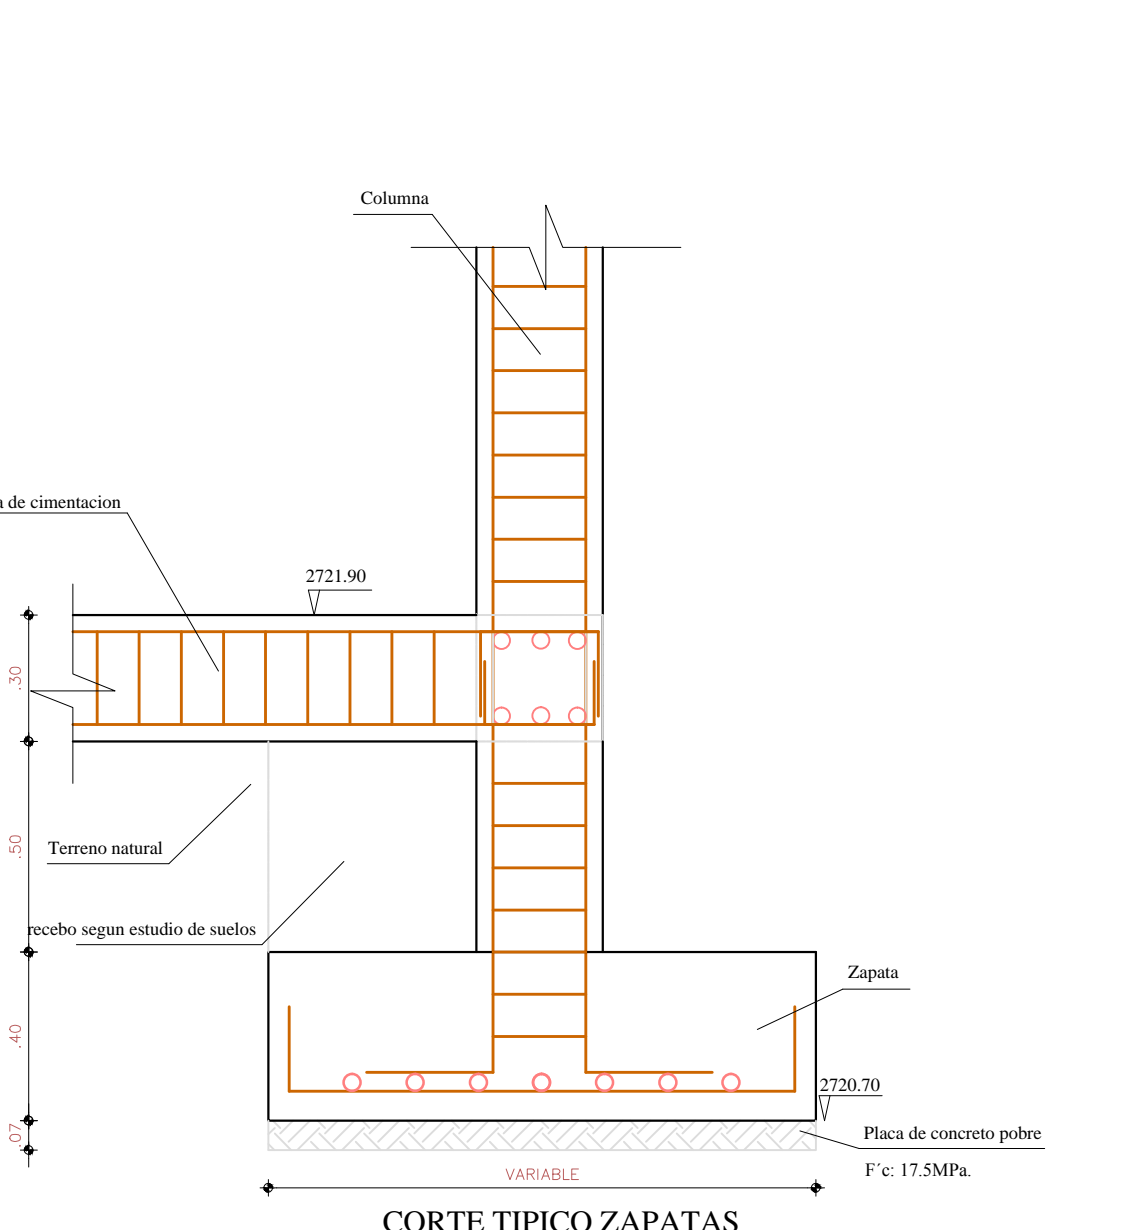 Columna
de cimentacion
2721.90
.30
.50
Terreno natural
recebo segun estudio de suelos
Zapata
.40
2720.70
.07
Placa de concreto pobre
F´c: 17.5MPa.
VARIABLE
CORTE TIPICO ZAPATAS